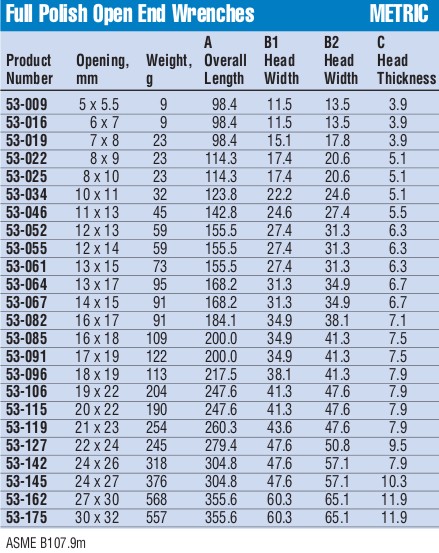 Full Polish Open End Wrenches METRIC
A B1 B2 C
Product Opening, Weight, Overall Head Head Head
Number mm g Length Width Width Thickness
53-009 5 x 5.5 9 98.4 11.5 13.5 3.9
53-016 6 x 7 9 98.4 11.5 13.5 3.9
53-019 7 x 8 23 98.4 15.1 17.8 3.9
53-022 8 x 9 23 114.3 17.4 20.6 5.1
53-025 8 x 10 23 114.3 17.4 20.6 5.1
53-034 10 x 11 32 123.8 22.2 24.6 5.1
53-046 11 x 13 45 142.8 24.6 27.4 5.5
53-052 12 x 13 59 155.5 27.4 31.3 6.3
53-055 12 x 14 59 155.5 27.4 31.3 6.3
53-061 13 x 15 73 155.5 27.4 31.3 6.3
53-064 13 x 17 95 168.2 31.3 34.9 6.7
53-067 14 x 15 91 168.2 31.3 34.9 6.7
53-082 16 x 17 91 184.1 34.9 38.1 7.1
53-085 16 x 18 109 200.0 34.9 41.3 7.5
53-091 17 x 19 122 200.0 34.9 41.3 7.5
53-096 18 x 19 113 217.5 38.1 41.3 7.9
53-106 19 x 22 204 247.6 41.3 47.6 7.9
53-115 20 x 22 190 247.6 41.3 47.6 7.9
53-119 21 x 23 254 260.3 43.6 47.6 7.9
53-127 22 x 24 245 279.4 47.6 50.8 9.5
53-142 24 x 26 318 304.8 47.6 57.1 7.9
53-145 24 x 27 376 304.8 47.6 57.1 10.3
53-162 27 x 30 568 355.6 60.3 65.1 11.9
53-175 30 x 32 557 355.6 60.3 65.1 11.9
ASME B107.9m